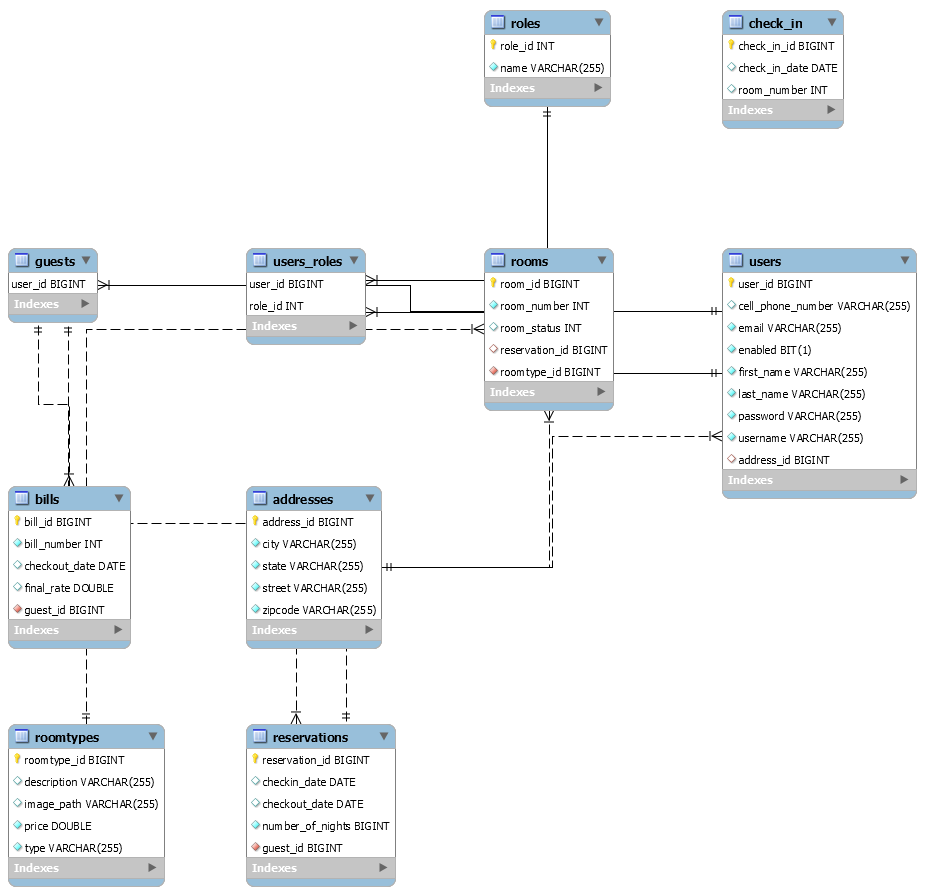 roles
role_id INT
name VARCHAR(255)
Indexes
check_in
check_in_id BIGINT
check_in_date DATE
room_number INT
Indexes
guests
user_id BIGINT
Indexes
users_roles
user_id BIGINT
role_id INT
Indexes
rooms
room_id BIGINT
room_number INT
room_status INT
reservation_id BIGINT
roomtype_id BIGINT
Indexes
users
user_id BIGINT
cell_phone_number VARCHAR(255)
email VARCHAR(255)
enabled BIT(1)
first_name VARCHAR(255)
last_name VARCHAR(255)
password VARCHAR(255)
username VARCHAR(255)
address_id BIGINT
Indexes
bills
bill_id BIGINT
bill_number INT
checkout_date DATE
final_rate DOUBLE
guest_id BIGINT
Indexes
addresses
address_id BIGINT
city VARCHAR(255)
state VARCHAR(255)
street VARCHAR(255)
zipcode VARCHAR(255)
Indexes
roomtypes
roomtype_id BIGINT
description VARCHAR(255)
image_path VARCHAR(255)
price DOUBLE
type VARCHAR(255)
Indexes
reservations
reservation_id BIGINT
checkin_date DATE
checkout_date DATE
number_of_nights BIGINT
guest_id BIGINT
Indexes